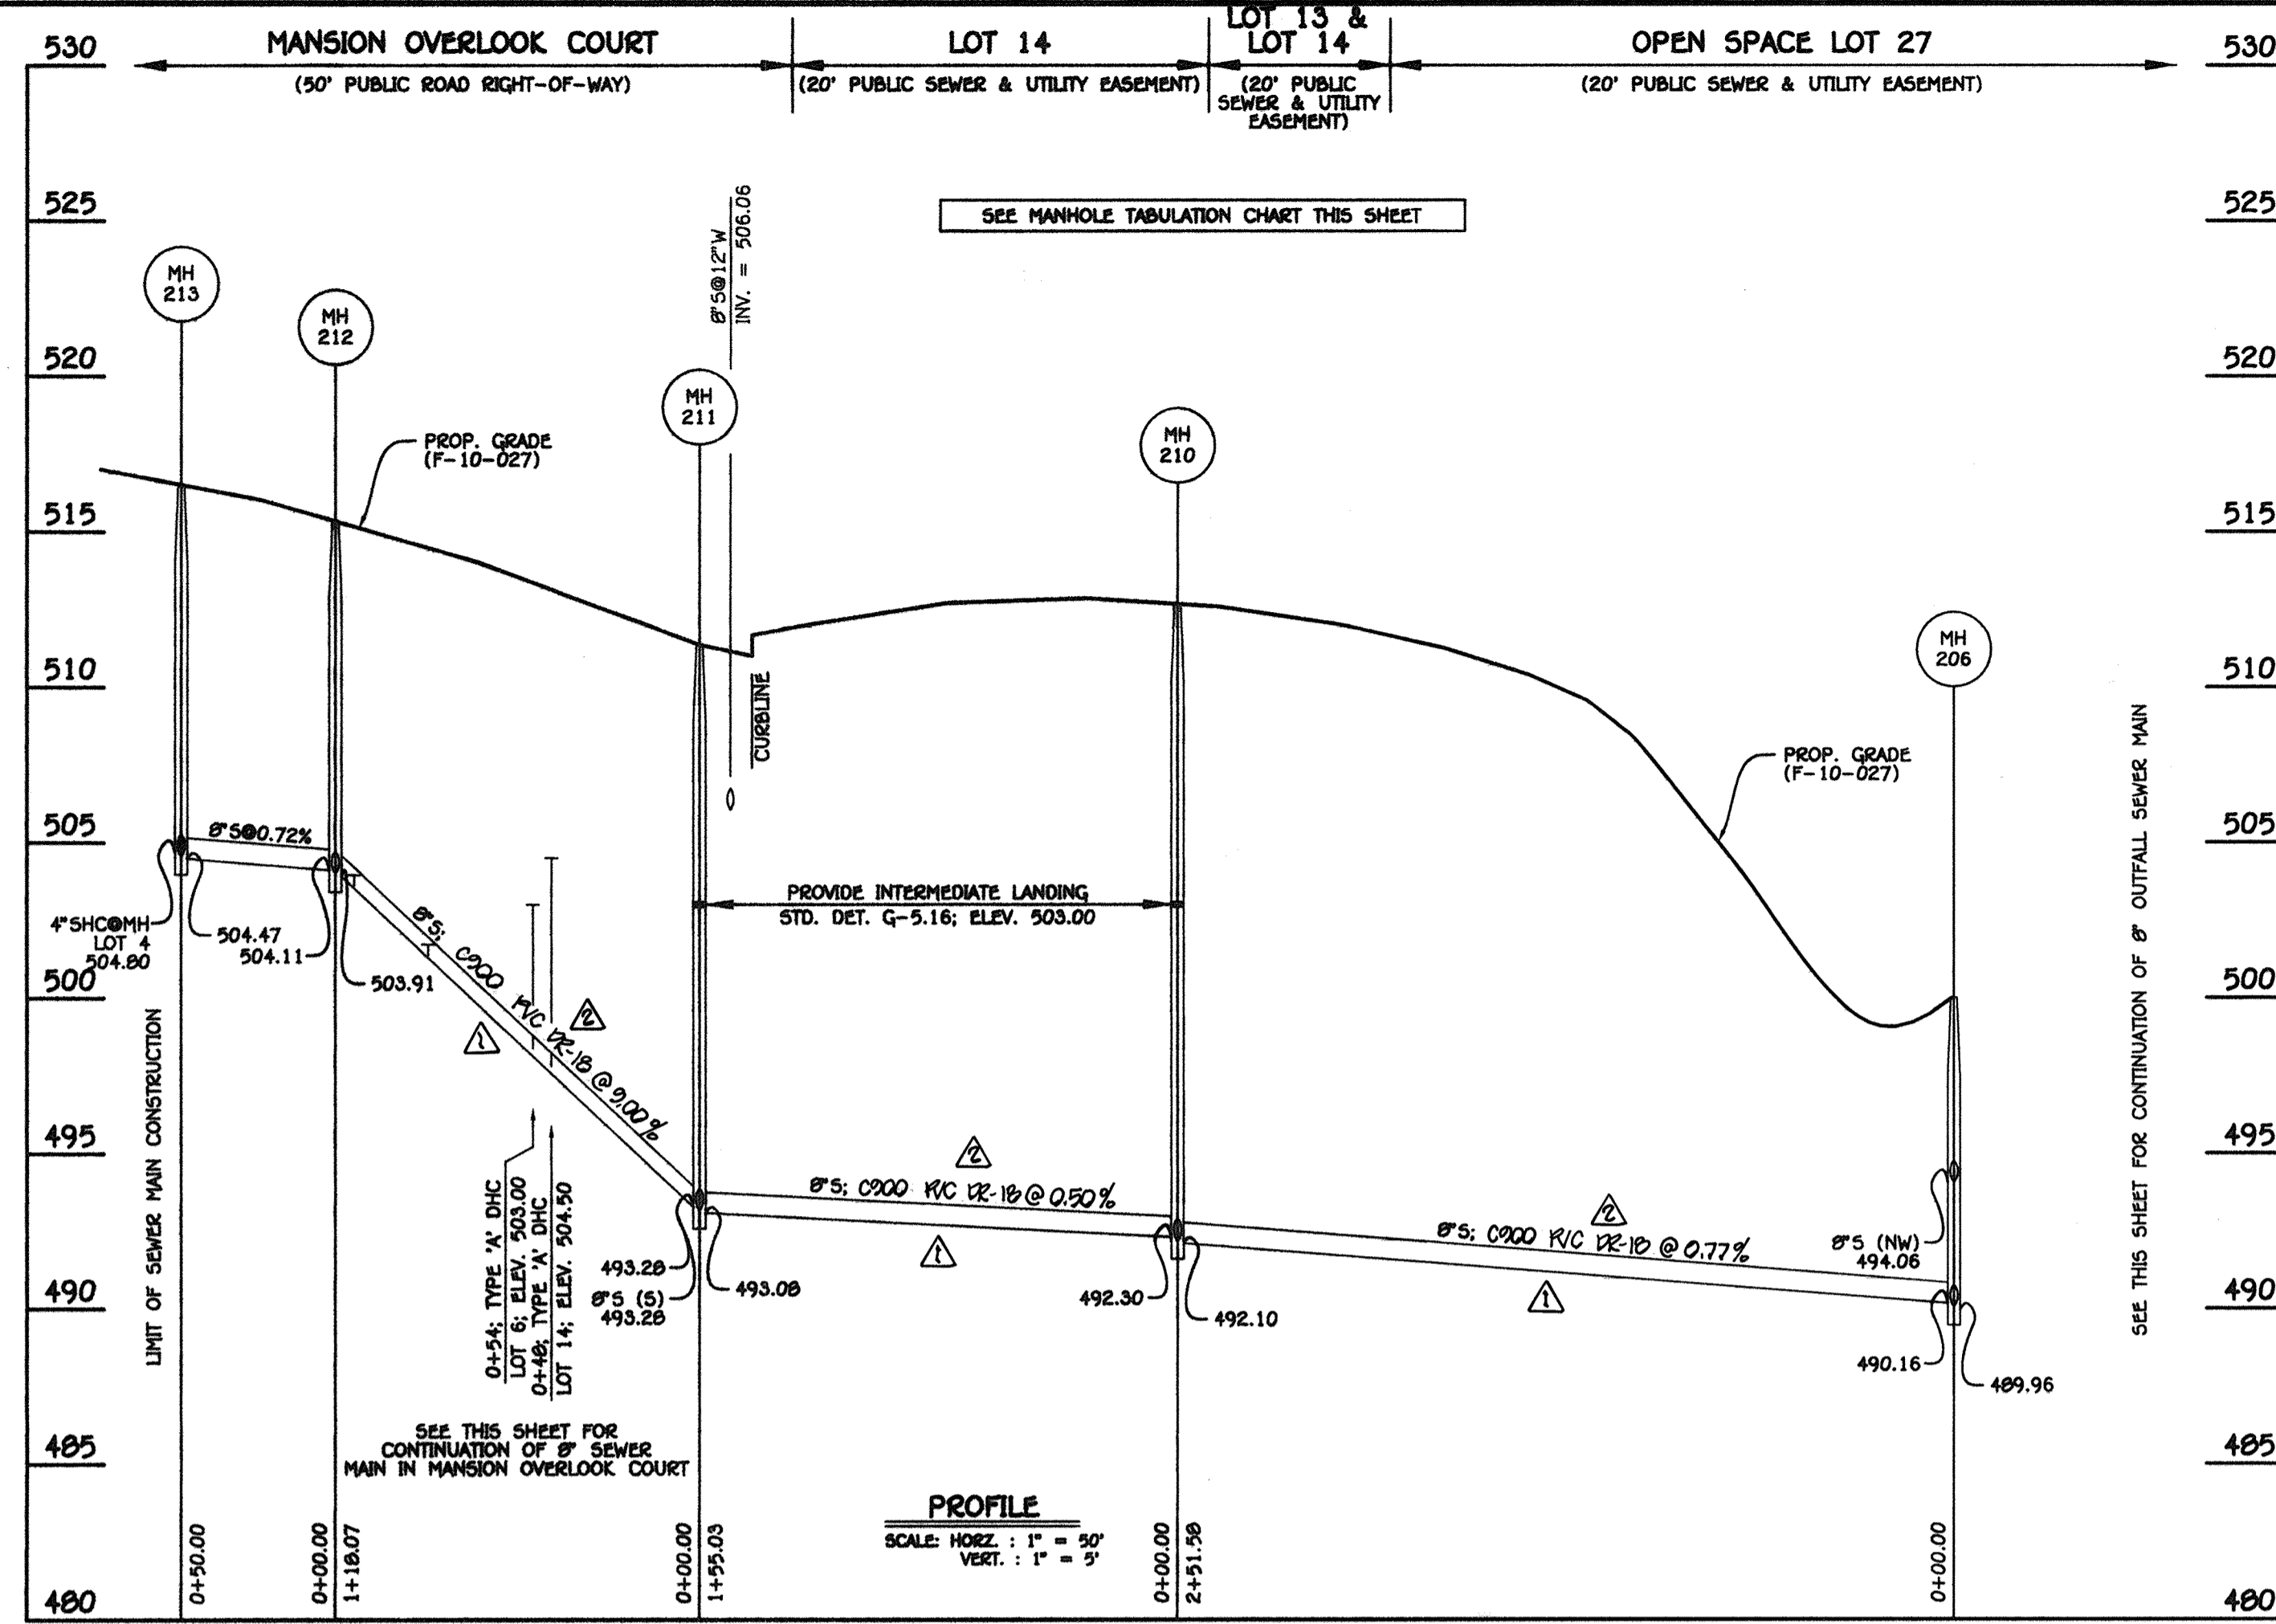 MANSION OVERLOOK COURT
(50' PUBLIC ROAD RIGHT-OF-WAY)
LOT 14
(20' PUBLIC SEWER & UTILITY EASEMENT)
LOT 13 &
LOT 14
(20' PUBLIC
SEWER & UTILITY
EASEMENT)
OPEN SPACE LOT 27
(20' PUBLIC SEWER & UTILITY EASEMENT)
530
525
520
515
510
505
500
495
490
485
480
530
525
520
515
510
505
500
495
490
485
480
SEE MANHOLE TABULATION CHART THIS SHEET
MH
213
MH
212
MH
211
MH
210
MH
206
8"S@12"W
INV. = 506.06
PROP. GRADE
(F-10-027)
CURBLINE
PROP. GRADE
(F-10-027)
8"S@0.72%
4"SHC@MH
LOT 4
504.80
504.47
504.11
503.91
8"S; C900 PVC DR-18 @ 9.00%
2
1
PROVIDE INTERMEDIATE LANDING
STD. DET. G-5.16; ELEV. 503.00
LIMIT OF SEWER MAIN CONSTRUCTION
0+54; TYPE 'A' DHC
LOT 6; ELEV. 503.00
0+48; TYPE 'A' DHC
LOT 14; ELEV. 504.50
493.28
8"S (S)
493.28
493.08
2
8"S; C900 PVC DR-18 @ 0.50%
1
492.30
492.10
2
8"S; C900 PVC DR-18 @ 0.77%
1
8"S (NW)
494.06
490.16
489.96
SEE THIS SHEET FOR CONTINUATION OF 8" OUTFALL SEWER MAIN
SEE THIS SHEET FOR
CONTINUATION OF 8" SEWER
MAIN IN MANSION OVERLOOK COURT
PROFILE
SCALE: HORZ. : 1" = 50'
VERT. : 1" = 5'
0+50.00
0+00.00
1+18.07
0+00.00
1+55.03
0+00.00
2+51.58
0+00.00